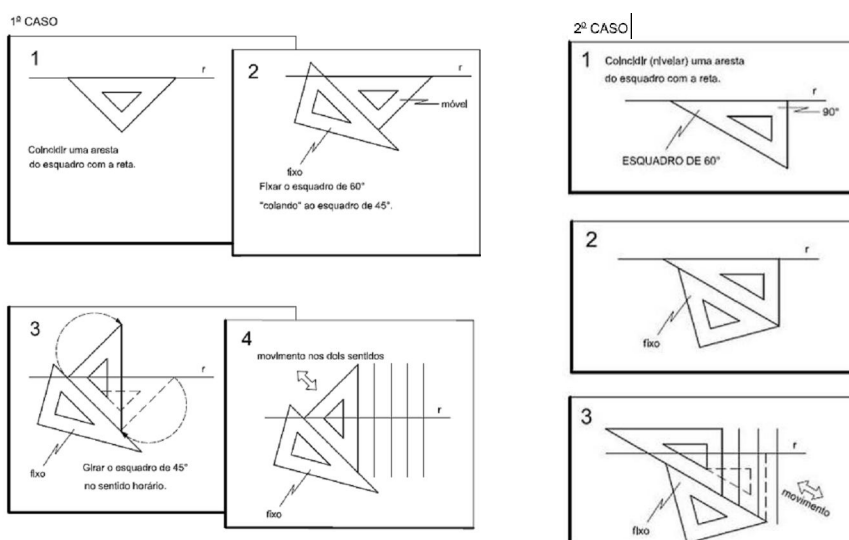 1º CASO
1
r
Coincidir uma aresta
do esquadro com a reta.
2
r
móvel
fixo
Fixar o esquadro de 60°
"colando" ao esquadro de 45°.
3
r
fixo
Girar o esquadro de 45°
no sentido horário.
4
movimento nos dois sentidos
r
fixo
2º CASO
1
Coincidir (nivelar) uma aresta
do esquadro com a reta.
r
90°
ESQUADRO DE 60°
2
r
fixo
3
r
movimento
fixo